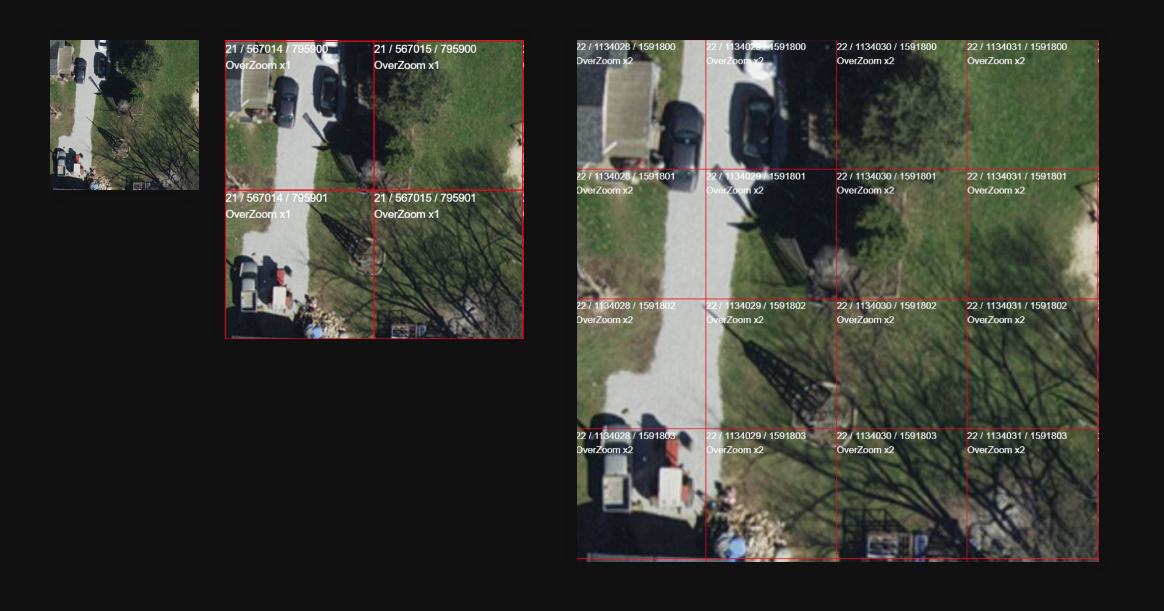 21 / 567014 / 795900
OverZoom x1
21 / 567015 / 795900
OverZoom x1
21 / 567014 / 795901
OverZoom x1
21 / 567015 / 795901
OverZoom x1
22 / 1134028 / 1591800
OverZoom x2
22 / 1134029 / 1591800
OverZoom x2
22 / 1134030 / 1591800
OverZoom x2
22 / 1134031 / 1591800
OverZoom x2
22 / 1134028 / 1591801
OverZoom x2
22 / 1134029 / 1591801
OverZoom x2
22 / 1134030 / 1591801
OverZoom x2
22 / 1134031 / 1591801
OverZoom x2
22 / 1134028 / 1591802
OverZoom x2
22 / 1134029 / 1591802
OverZoom x2
22 / 1134030 / 1591802
OverZoom x2
22 / 1134031 / 1591802
OverZoom x2
22 / 1134028 / 1591803
OverZoom x2
22 / 1134029 / 1591803
OverZoom x2
22 / 1134030 / 1591803
OverZoom x2
22 / 1134031 / 1591803
OverZoom x2